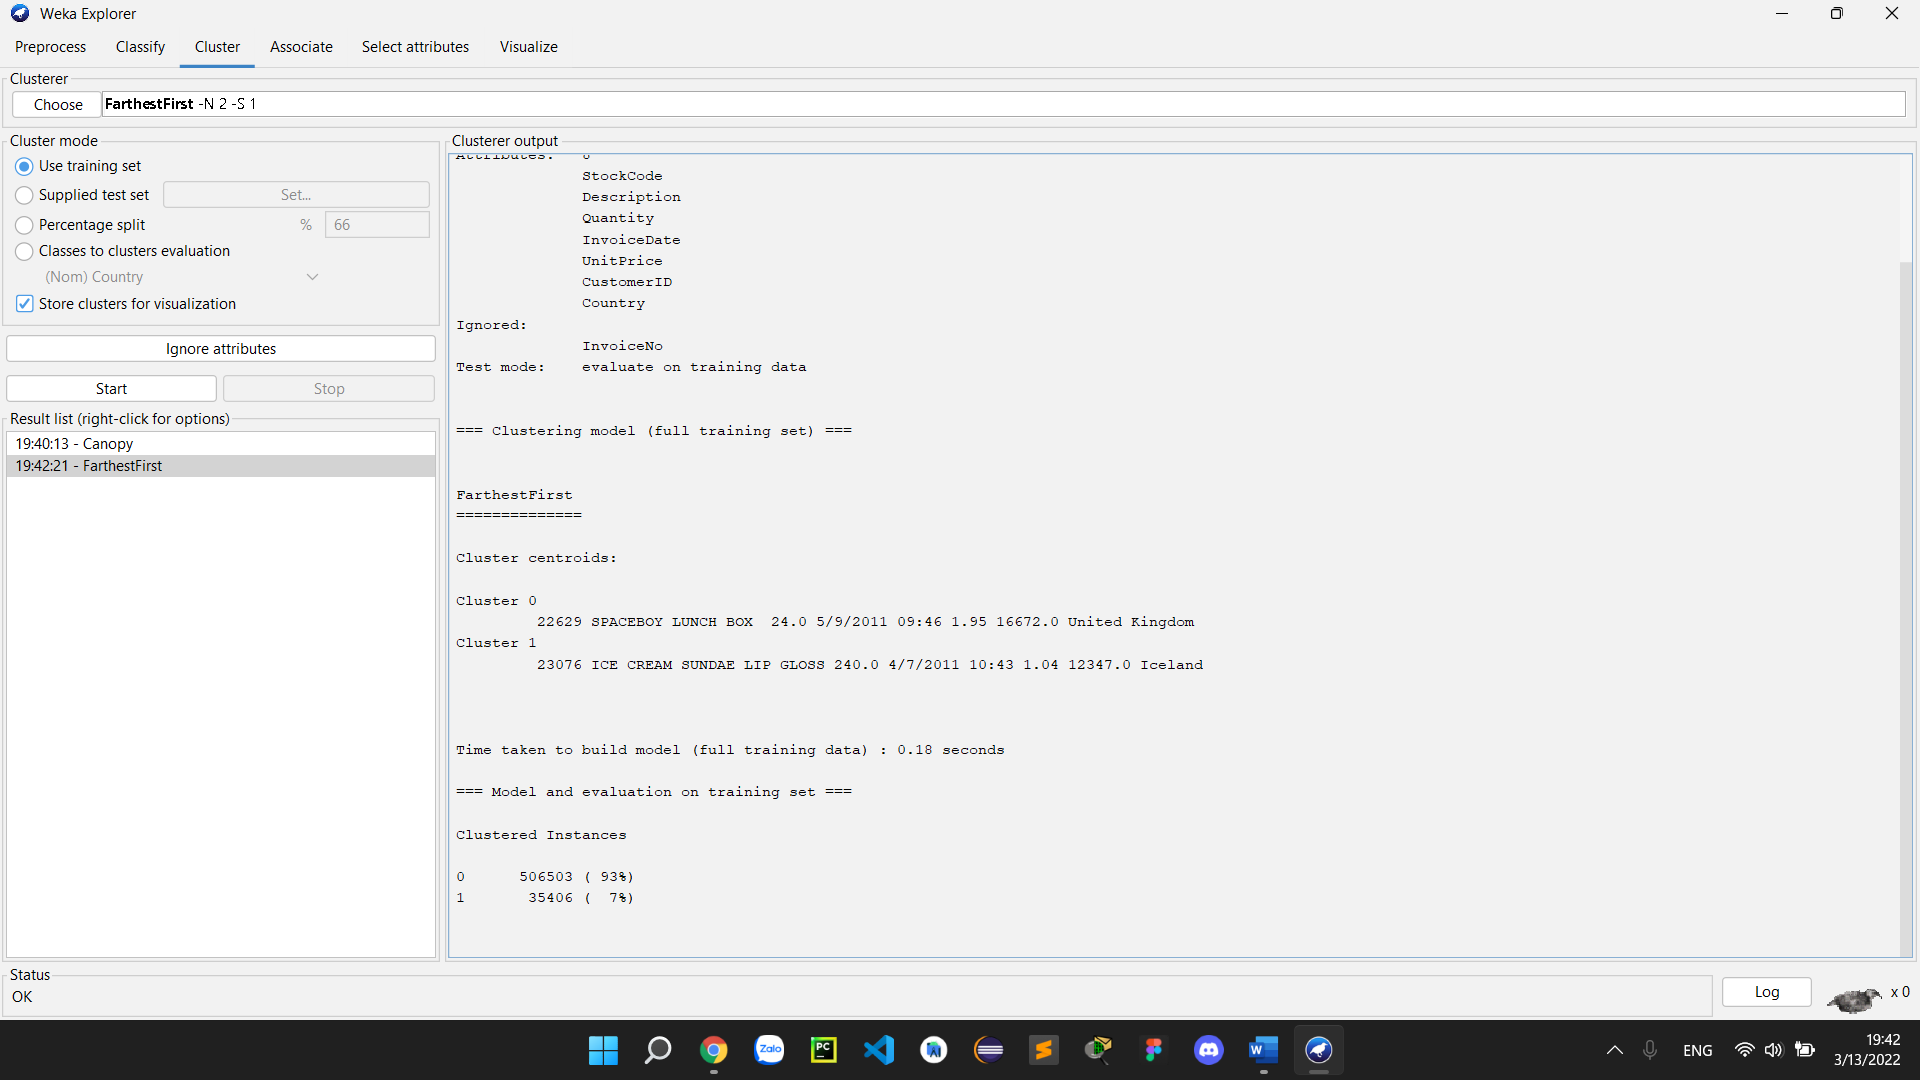 Weka Explorer
Preprocess Classify Cluster Associate Select attributes Visualize
Clusterer
Choose FarthestFirst -N 2 -S 1
Cluster mode
Use training set
Supplied test set Set...
Percentage split % 66
Classes to clusters evaluation
(Nom) Country
Store clusters for visualization
Ignore attributes
Start Stop
Result list (right-click for options)
19:40:13 - Canopy
19:42:21 - FarthestFirst
Clusterer output
Attributes: 8
StockCode
Description
Quantity
InvoiceDate
UnitPrice
CustomerID
Country
Ignored:
InvoiceNo
Test mode: evaluate on training data
=== Clustering model (full training set) ===
FarthestFirst
==============
Cluster centroids:
Cluster 0
22629 SPACEBOY LUNCH BOX 24.0 5/9/2011 09:46 1.95 16672.0 United Kingdom
Cluster 1
23076 ICE CREAM SUNDAE LIP GLOSS 240.0 4/7/2011 10:43 1.04 12347.0 Iceland
Time taken to build model (full training data) : 0.18 seconds
=== Model and evaluation on training set ===
Clustered Instances
0 506503 ( 93%)
1 35406 ( 7%)
Status
OK
Log
x 0
Zalo
PC
W
ENG
19:42
3/13/2022